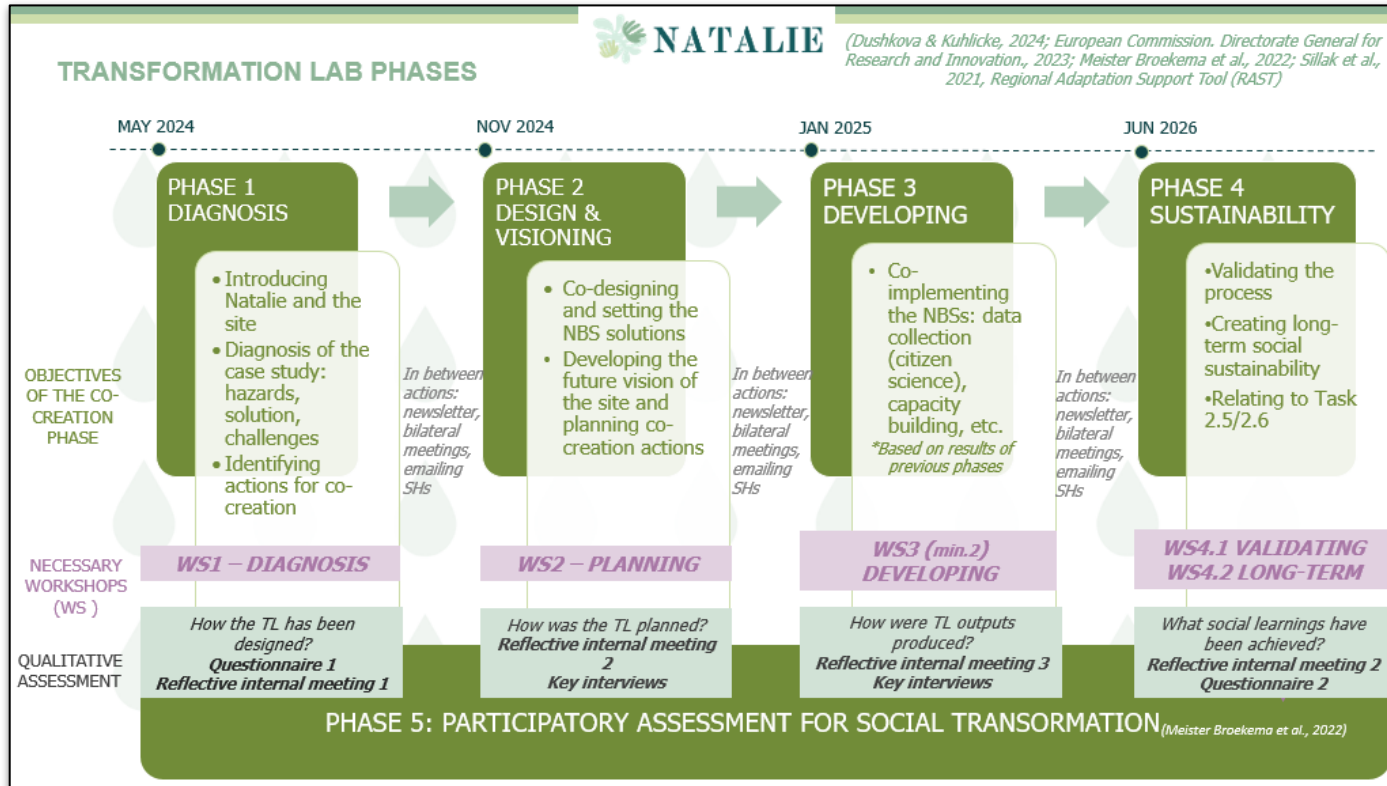 NATALIE
(Dushkova & Kuhlicke, 2024; European Commission. Directorate General for
Research and Innovation., 2023; Meister Broekema et al., 2022; Sillak et al.,
2021, Regional Adaptation Support Tool (RAST)
TRANSFORMATION LAB PHASES
MAY 2024
NOV 2024
JAN 2025
JUN 2026
PHASE 1
DIAGNOSIS
PHASE 2
DESIGN &
VISIONING
PHASE 3
DEVELOPING
PHASE 4
SUSTAINABILITY
OBJECTIVES
OF THE CO-
CREATION
PHASE
• Introducing
Natalie and the
site
• Diagnosis of the
case study:
hazards,
solution,
challenges
• Identifying
actions for co-
creation
In between
actions:
newsletter,
bilateral
meetings,
emailing
SHs
• Co-designing
and setting the
NBS solutions
• Developing the
future vision of
the site and
planning co-
creation actions
In between
actions:
newsletter,
bilateral
meetings,
emailing
SHs
• Co-
implementing
the NBSs: data
collection
(citizen
science),
capacity
building, etc.
*Based on results of
previous phases
In between
actions:
newsletter,
bilateral
meetings,
emailing
SHs
•Validating the
process
•Creating long-
term social
sustainability
•Relating to Task
2.5/2.6
NECESSARY
WORKSHOPS
(WS )
WS1 – DIAGNOSIS
WS2 – PLANNING
WS3 (min.2)
DEVELOPING
WS4.1 VALIDATING
WS4.2 LONG-TERM
QUALITATIVE
ASSESSMENT
How the TL has been
designed?
Questionnaire 1
Reflective internal meeting 1
How was the TL planned?
Reflective internal meeting
2
Key interviews
How were TL outputs
produced?
Reflective internal meeting 3
Key interviews
What social learnings have
been achieved?
Reflective internal meeting 2
Questionnaire 2
PHASE 5: PARTICIPATORY ASSESSMENT FOR SOCIAL TRANSORMATION (Meister Broekema et al., 2022)